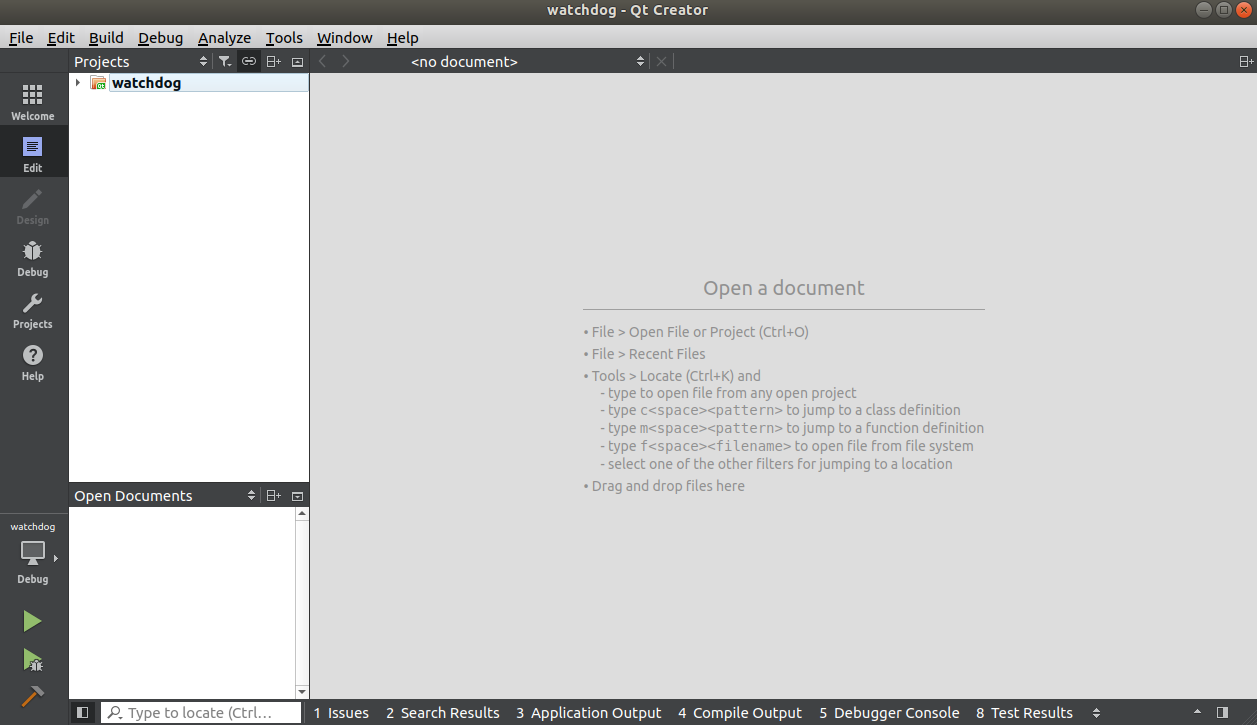 watchdog - Qt Creator
File Edit Build Debug Analyze Tools Window Help
Projects
<no document>
watchdog
Welcome
Edit
Design
Debug
Projects
Help
Open a document
• File > Open File or Project (Ctrl+O)
• File > Recent Files
• Tools > Locate (Ctrl+K) and
- type to open file from any open project
- type c<space><pattern> to jump to a class definition
- type m<space><pattern> to jump to a function definition
- type f<space><filename> to open file from file system
- select one of the other filters for jumping to a location
• Drag and drop files here
Open Documents
watchdog
Debug
Type to locate (Ctrl...
1 Issues 2 Search Results 3 Application Output 4 Compile Output 5 Debugger Console 8 Test Results